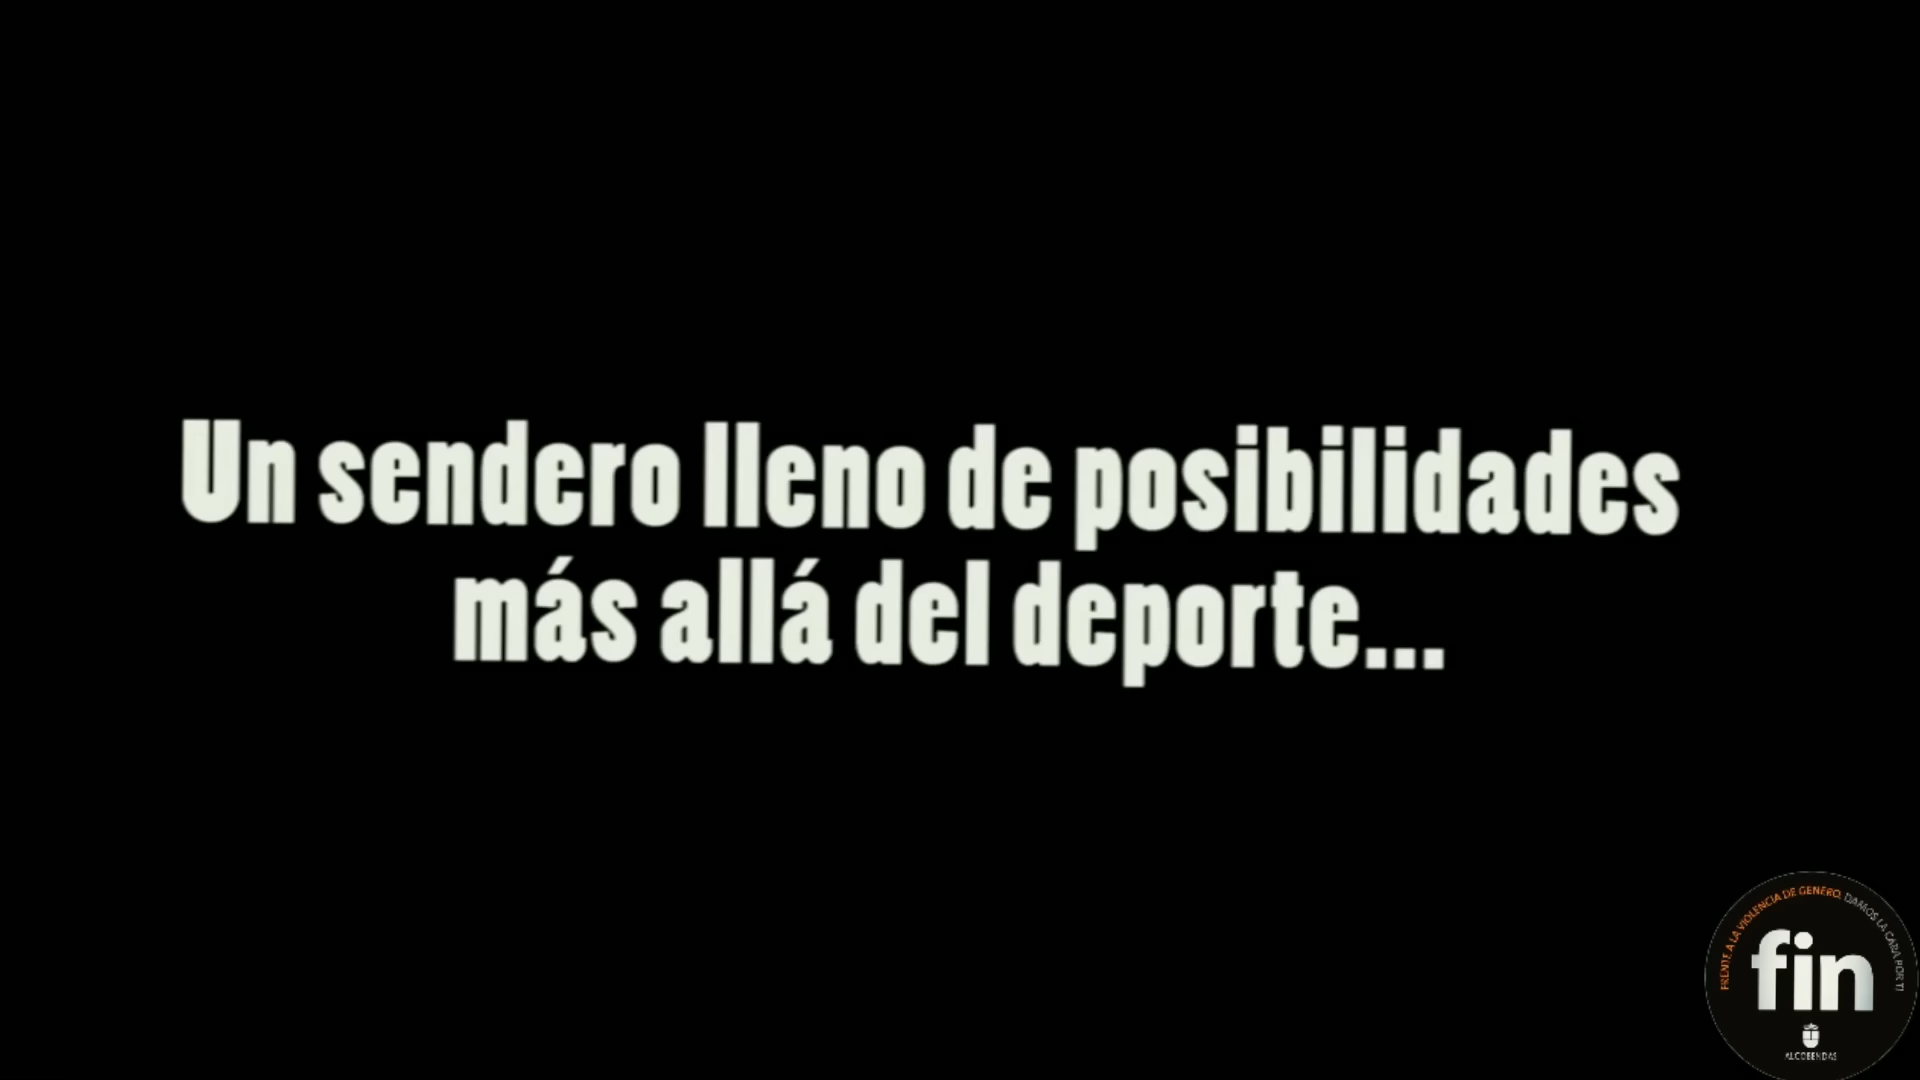 Un sendero lleno de posibilidades
más allá del deporte...
FRENTE A LA VIOLENCIA DE GENERO, DAMOS LA CARA POR TI
fin
ALCOBENDAS